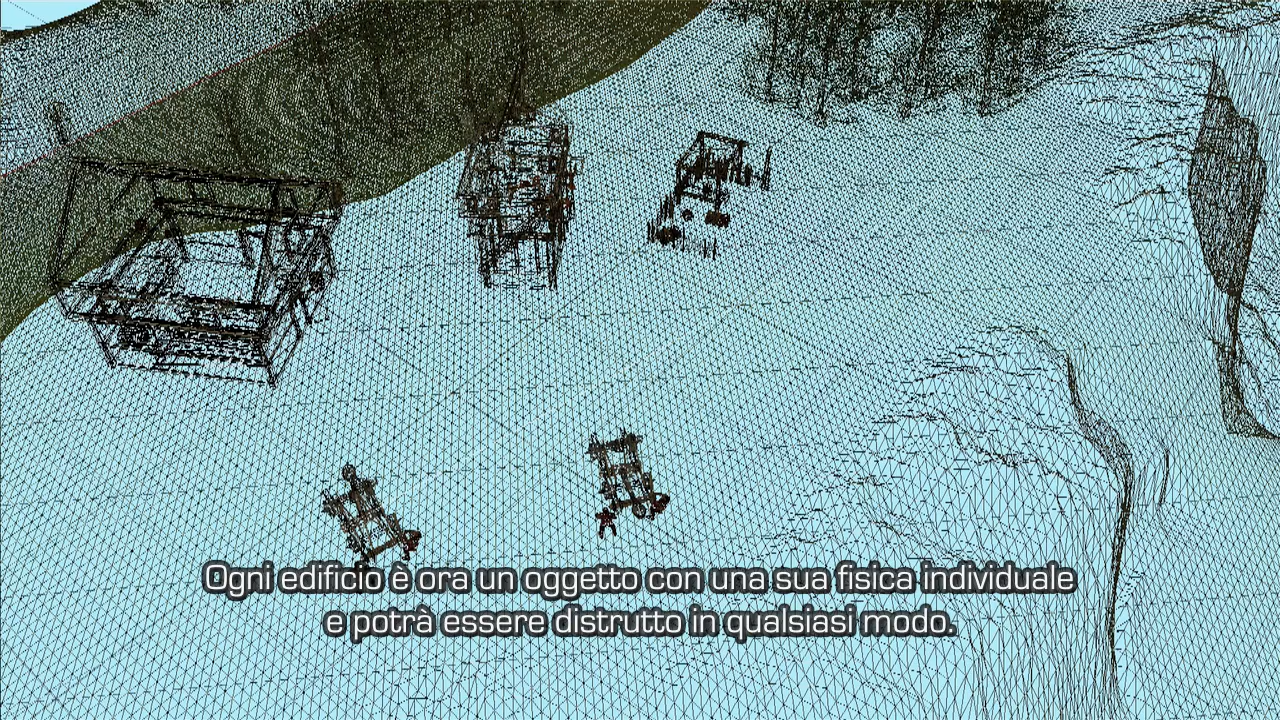 Ogni edificio è ora un oggetto con una sua fisica individuale
e potrà essere distrutto in qualsiasi modo.